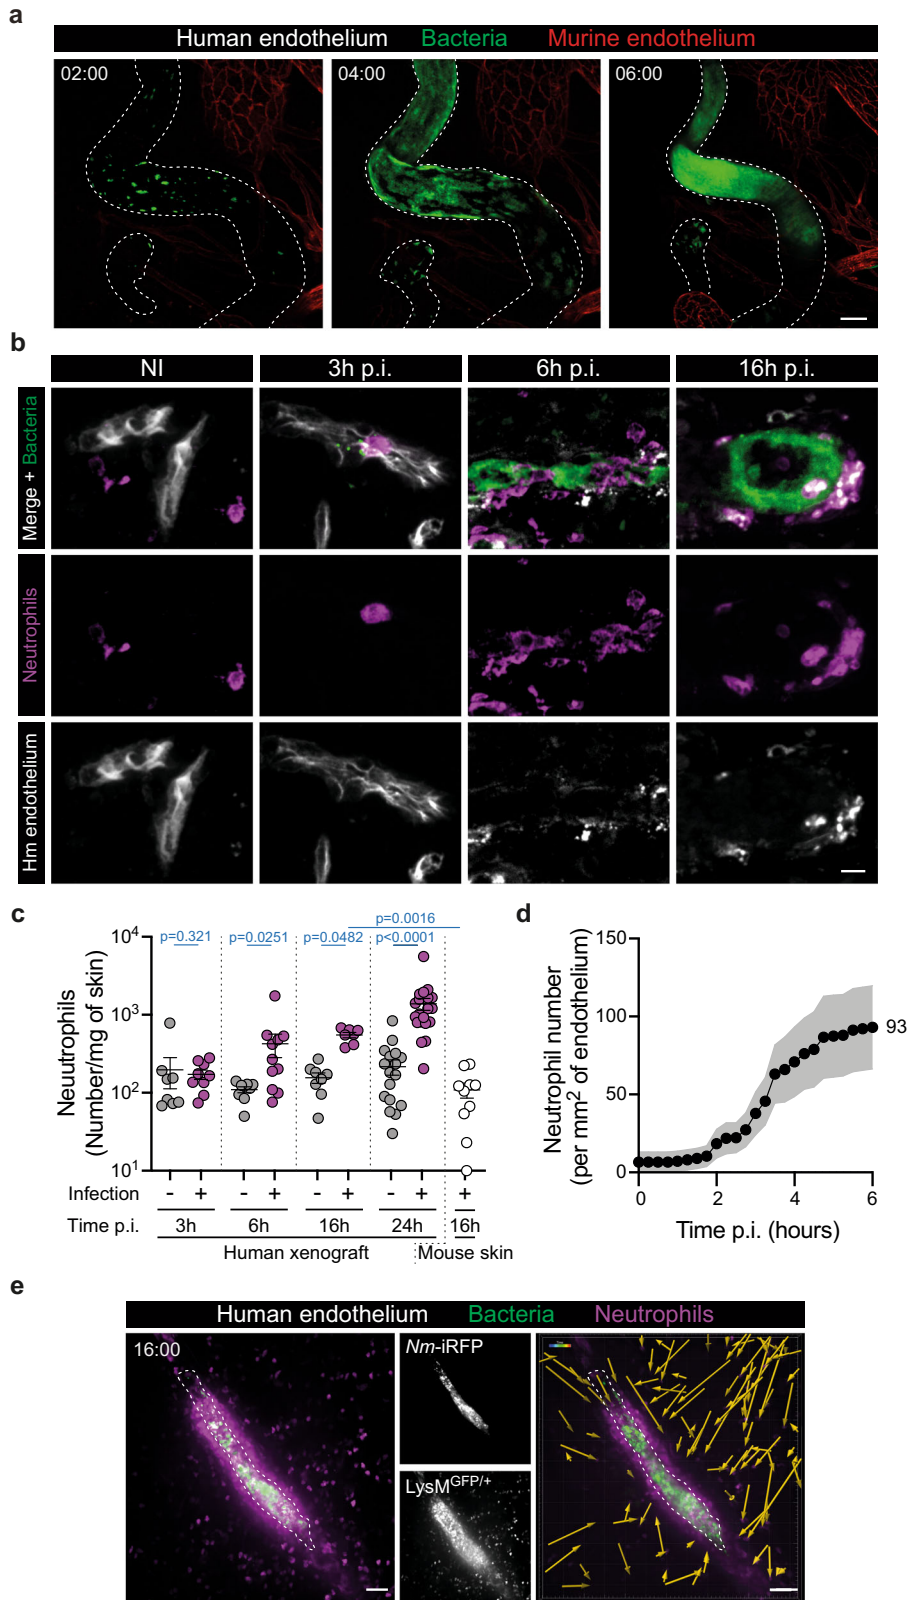 a
Human endothelium Bacteria Murine endothelium
02:00 04:00 06:00
b
NI 3h p.i. 6h p.i. 16h p.i.
Merge + Bacteria
Neutrophils
Hm endothelium
c
Neutrophils
(Number/mg of skin)
10⁴
10³
10²
10¹
p=0.0016
p=0.321 p=0.0251 p=0.0482 p<0.0001
Infection - + - + - + - + +
Time p.i. 3h 6h 16h 24h 16h
Human xenograft Mouse skin
d
Neutrophil number
(per mm² of endothelium)
150
100
50
0
93
0 2 4 6
Time p.i. (hours)
e
Human endothelium Bacteria Neutrophils
16:00
Nm-iRFP
LysM^GFP/+